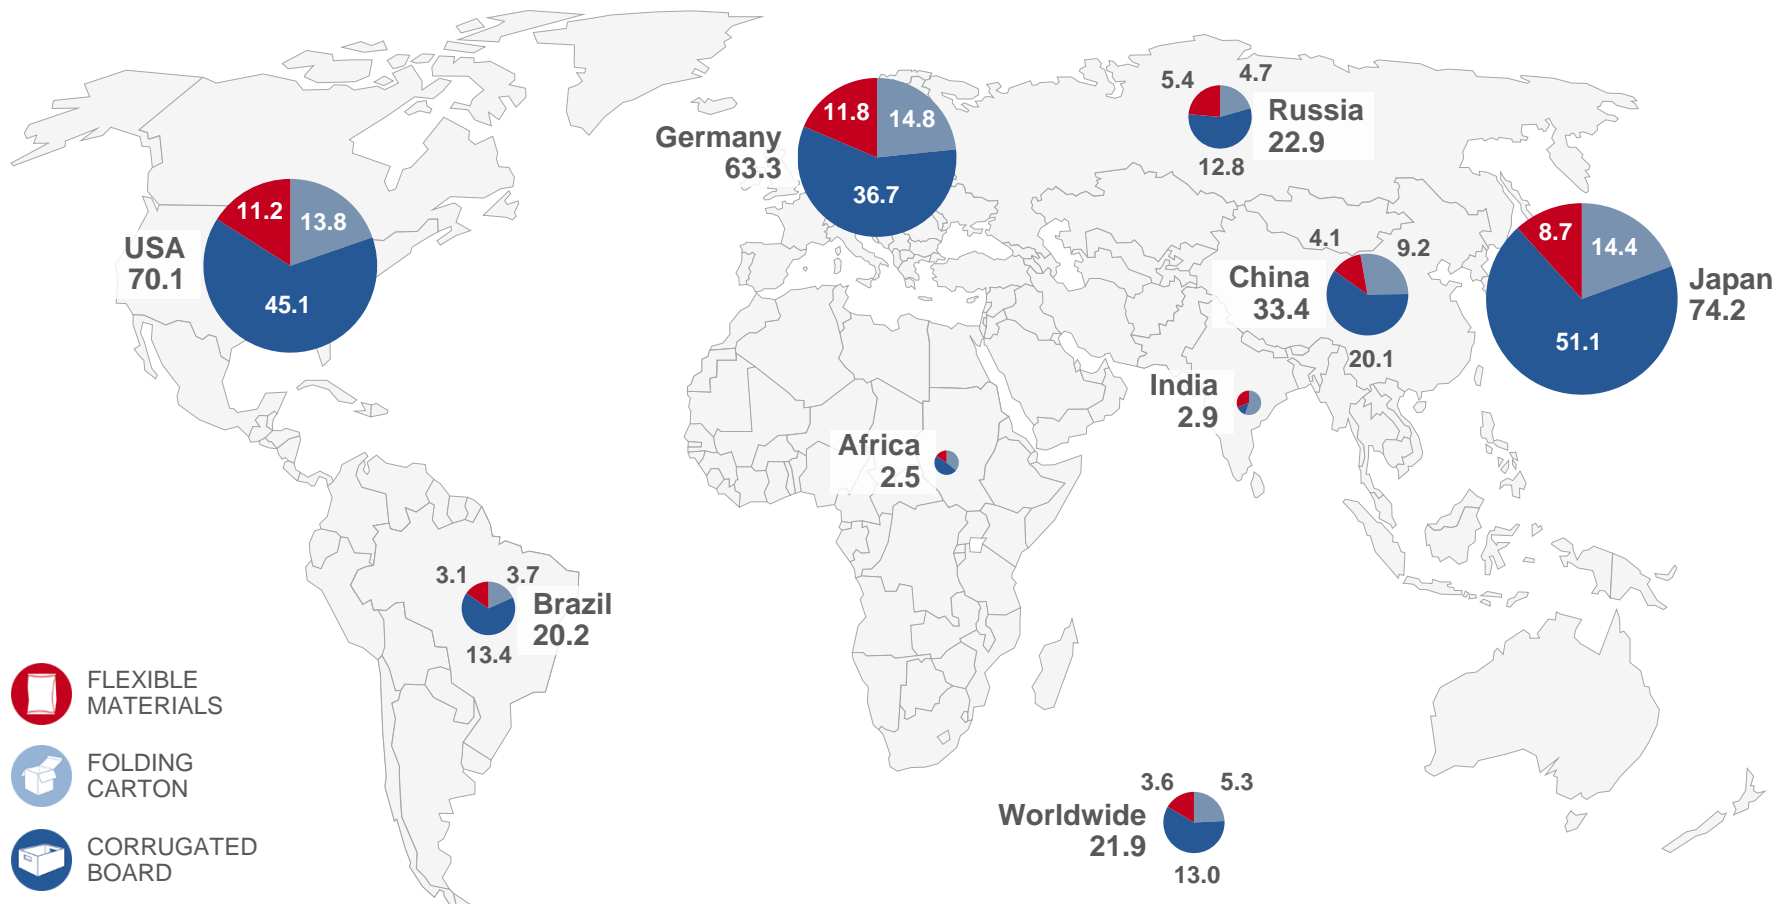 5.4
4.7
Russia
22.9
12.8
11.8
14.8
Germany
63.3
36.7
11.2
13.8
USA
70.1
45.1
8.7
14.4
Japan
74.2
51.1
4.1
9.2
China
33.4
20.1
India
2.9
Africa
2.5
3.1
3.7
Brazil
20.2
13.4
FLEXIBLE
MATERIALS
FOLDING
CARTON
CORRUGATED
BOARD
3.6
5.3
Worldwide
21.9
13.0